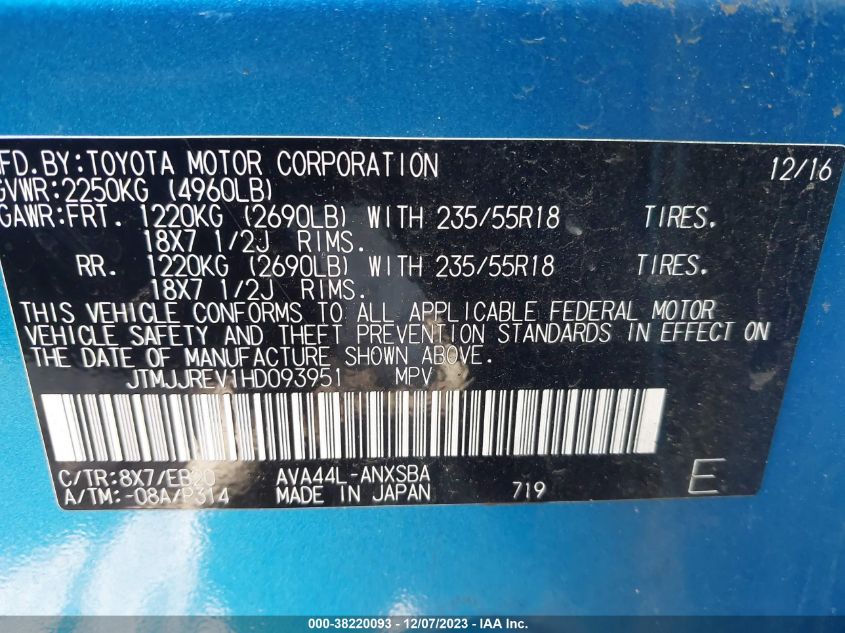 MFD.BY:TOYOTA MOTOR CORPORATION 12/16
GVWR:2250KG (4960LB)
GAWR:FRT. 1220KG (2690LB) WITH 235/55R18 TIRES.
18X7 1/2J RIMS.
RR. 1220KG (2690LB) WITH 235/55R18 TIRES.
18X7 1/2J RIMS.
THIS VEHICLE CONFORMS TO ALL APPLICABLE FEDERAL MOTOR
VEHICLE SAFETY AND THEFT PREVENTION STANDARDS IN EFFECT ON
THE DATE OF MANUFACTURE SHOWN ABOVE.
JTMJJREV1HD093951 MPV
C/TR:8X7/EB20 AVA44L-ANXSBA
A/TM:-08A/P314 MADE IN JAPAN 719 E
000-38220093 - 12/07/2023 - IAA Inc.